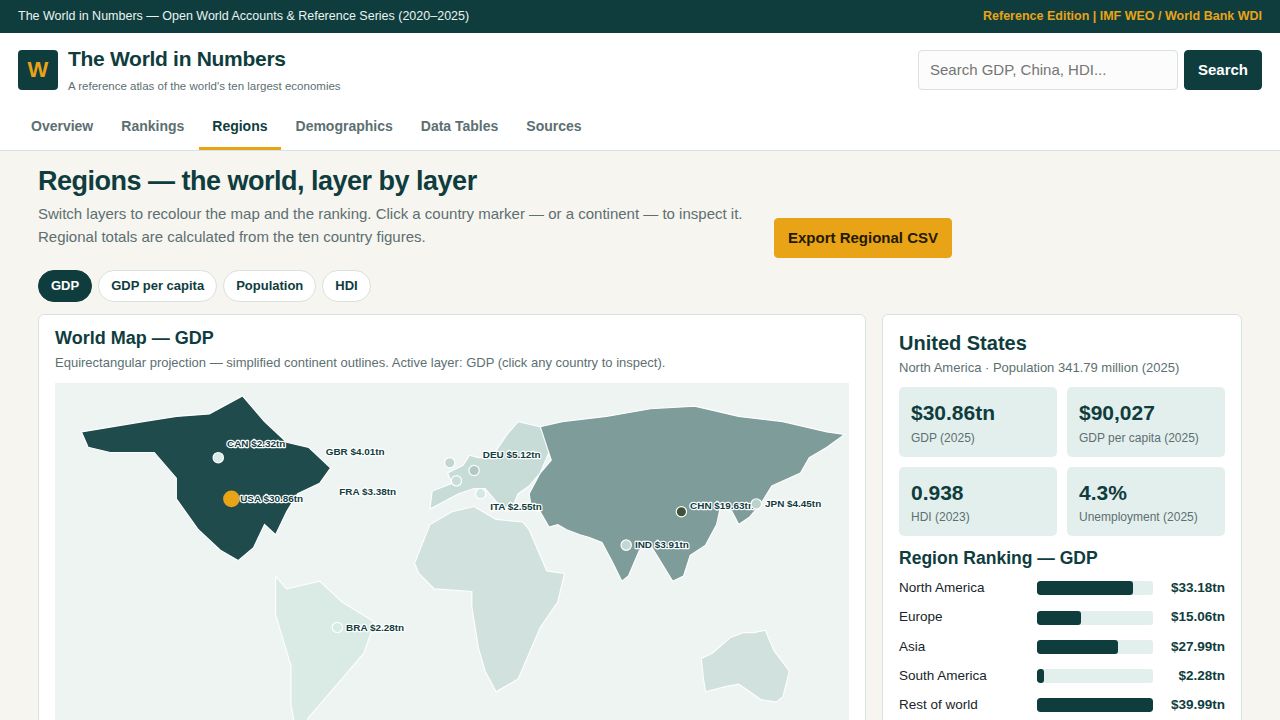 The World in Numbers — Open World Accounts & Reference Series (2020–2025)
Reference Edition | IMF WEO / World Bank WDI
W
The World in Numbers
A reference atlas of the world's ten largest economies
Search GDP, China, HDI...
Search
Overview
Rankings
Regions
Demographics
Data Tables
Sources
Regions — the world, layer by layer
Switch layers to recolour the map and the ranking. Click a country marker — or a continent — to inspect it.
Regional totals are calculated from the ten country figures.
Export Regional CSV
GDP
GDP per capita
Population
HDI
World Map — GDP
Equirectangular projection — simplified continent outlines. Active layer: GDP (click any country to inspect).
CAN $2.32tn
GBR $4.01tn
DEU $5.12tn
FRA $3.38tn
USA $30.86tn
ITA $2.55tn
CHN $19.63tn
JPN $4.45tn
IND $3.91tn
BRA $2.28tn
United States
North America · Population 341.79 million (2025)
$30.86tn
GDP (2025)
$90,027
GDP per capita (2025)
0.938
HDI (2023)
4.3%
Unemployment (2025)
Region Ranking — GDP
North America $33.18tn
Europe $15.06tn
Asia $27.99tn
South America $2.28tn
Rest of world $39.99tn